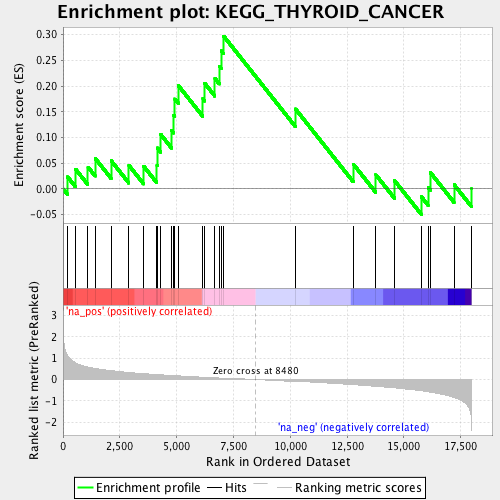 Enrichment plot: KEGG_THYROID_CANCER
Enrichment score (ES)
0.30
0.25
0.20
0.15
0.10
0.05
0.00
-0.05
'na_pos' (positively correlated)
Ranked list metric (PreRanked)
3
2
1
0
-1
-2
Zero cross at 8480
'na_neg' (negatively correlated)
0
2,500
5,000
7,500
10,000
12,500
15,000
17,500
Rank in Ordered Dataset
Enrichment profile
Hits
Ranking metric scores